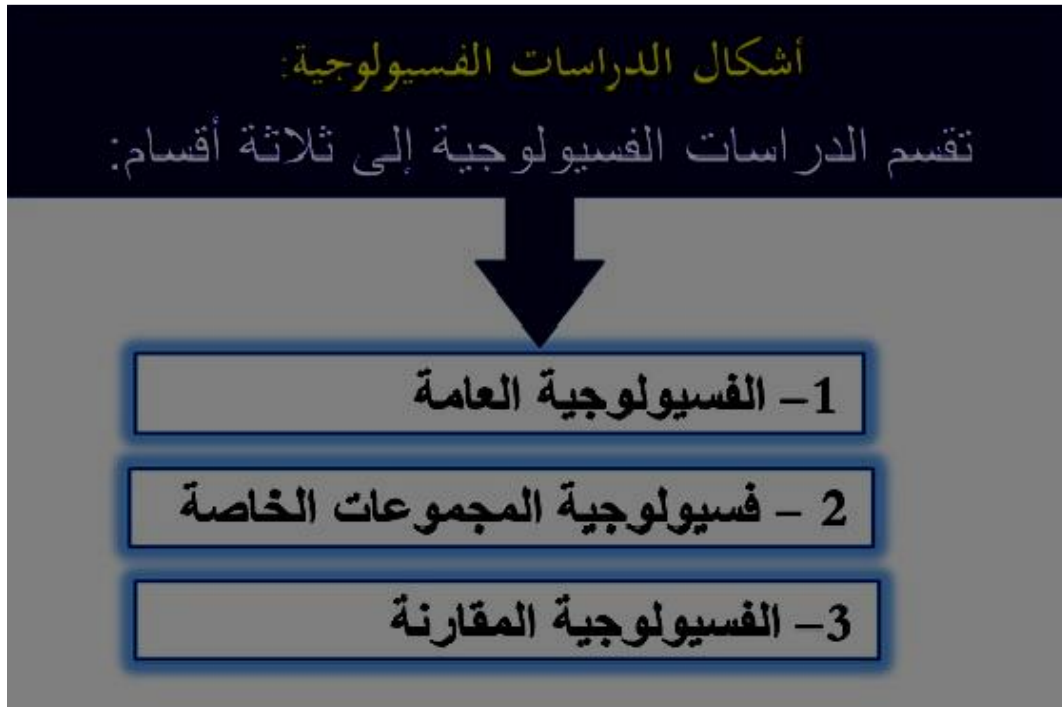 أشكال الدراسات الفسيولوجية:
تقسم الدراسات الفسيولوجية إلى ثلاثة أقسام:
1– الفسيولوجية العامة
2 – فسيولوجية المجموعات الخاصة
3– الفسيولوجية المقارنة